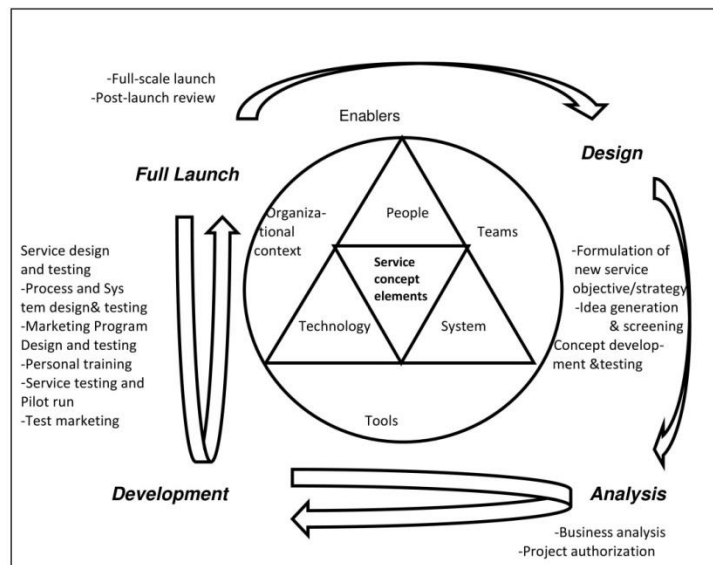 -Full-scale launch
-Post-launch review
Enablers
Full Launch
Design
Organiza-
tional
context
People
Teams
Service
concept
elements
Technology
System
Tools
-Formulation of
new service
objective/strategy
-Idea generation
& screening
Concept develop-
ment &testing
Service design
and testing
-Process and Sys
tem design& testing
-Marketing Program
Design and testing
-Personal training
-Service testing and
Pilot run
-Test marketing
Development
Analysis
-Business analysis
-Project authorization